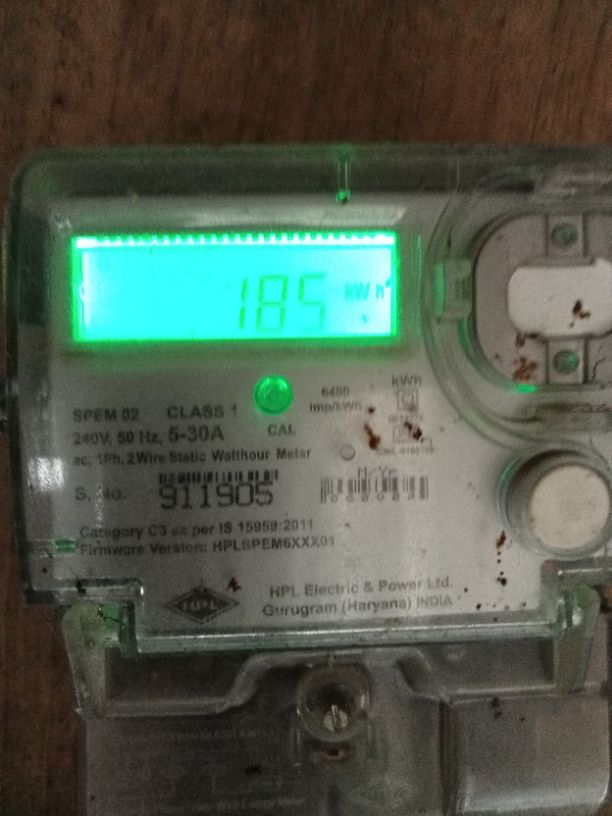 185 kWh
6400
imp/kWh
kWh
SPEM 02 CLASS 1
240V, 50 Hz, 5-30A CAL
ac, 1Ph, 2Wire Static Watthour Meter
S. No. 911905
M/Yr
Category C3 as per IS 15959:2011
Firmware Version: HPLSPEM6XXX01
HPL
HPL Electric & Power Ltd.
Gurugram (Haryana) INDIA